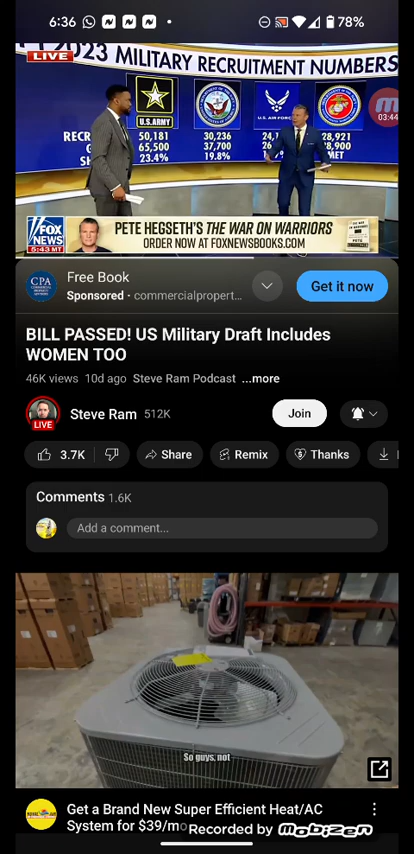 6:36
78%
LIVE
2023 MILITARY RECRUITMENT NUMBERS
U.S. ARMY
U.S. AIR FORCE
50,181 30,236 28,921
65,500 37,700
23.4% 19.8% MET
03:44
FOX
NEWS
5:43 MT
PETE HEGSETH'S THE WAR ON WARRIORS
ORDER NOW AT FOXNEWSBOOKS.COM
CPA
Free Book
Sponsored · commercialpropert...
Get it now
BILL PASSED! US Military Draft Includes
WOMEN TOO
46K views 10d ago Steve Ram Podcast ...more
LIVE
Steve Ram 512K
Join
3.7K
Share
Remix
Thanks
Comments 1.6K
Add a comment...
So guys, not
Get a Brand New Super Efficient Heat/AC
System for $39/mo
Recorded by MOBIZEN